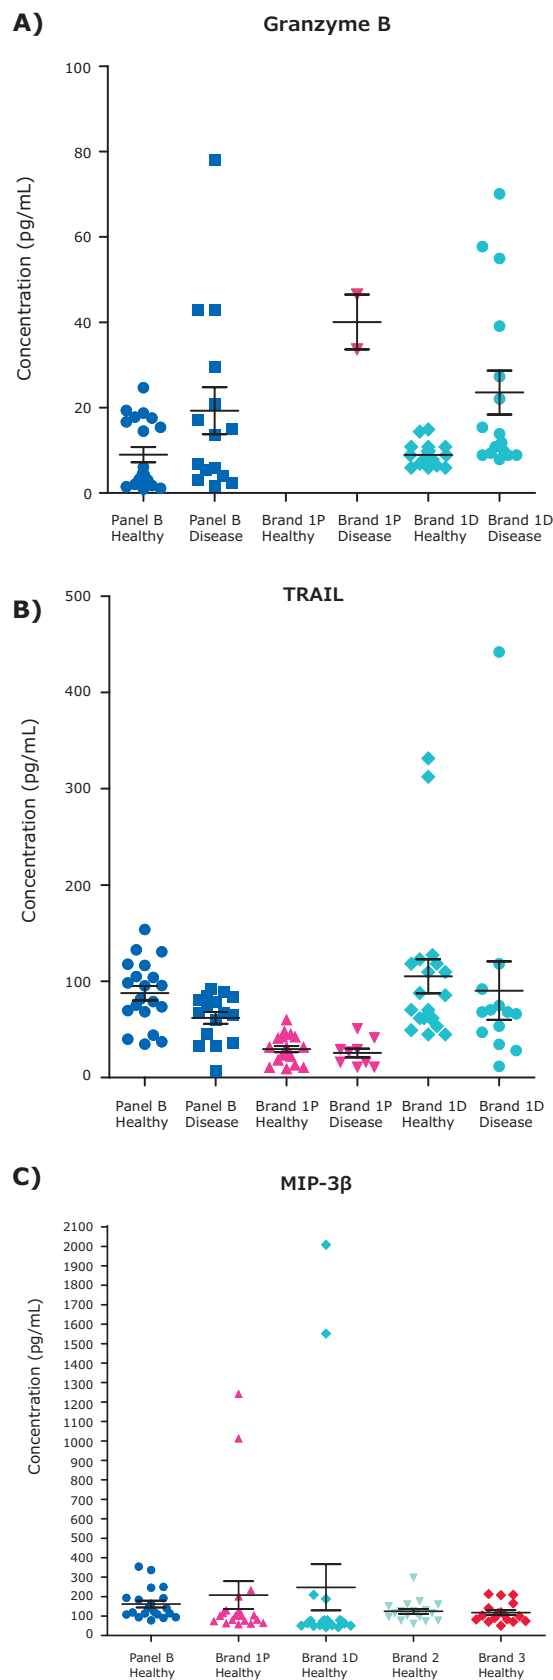 A)
Granzyme B
Concentration (pg/mL)
100
80
60
40
20
0
Panel B Healthy
Panel B Disease
Brand 1P Healthy
Brand 1P Disease
Brand 1D Healthy
Brand 1D Disease
B)
TRAIL
Concentration (pg/mL)
500
400
300
200
100
0
Panel B Healthy
Panel B Disease
Brand 1P Healthy
Brand 1P Disease
Brand 1D Healthy
Brand 1D Disease
C)
MIP-3β
Concentration (pg/mL)
2100
2000
1900
1800
1700
1600
1500
1400
1300
1200
1100
1000
900
800
700
600
500
400
300
200
100
0
Panel B Healthy
Brand 1P Healthy
Brand 1D Healthy
Brand 2 Healthy
Brand 3 Healthy